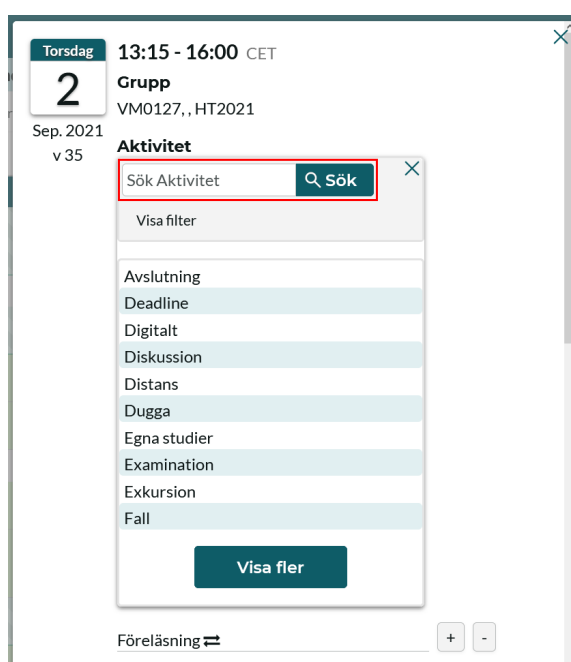 Torsdag
2
Sep. 2021
v 35
13:15 - 16:00 CET
Grupp
VM0127, , HT2021
Aktivitet
Sök Aktivitet
Sök
Visa filter
Avslutning
Deadline
Digitalt
Diskussion
Distans
Dugga
Egna studier
Examination
Exkursion
Fall
Visa fler
Föreläsning
+ -